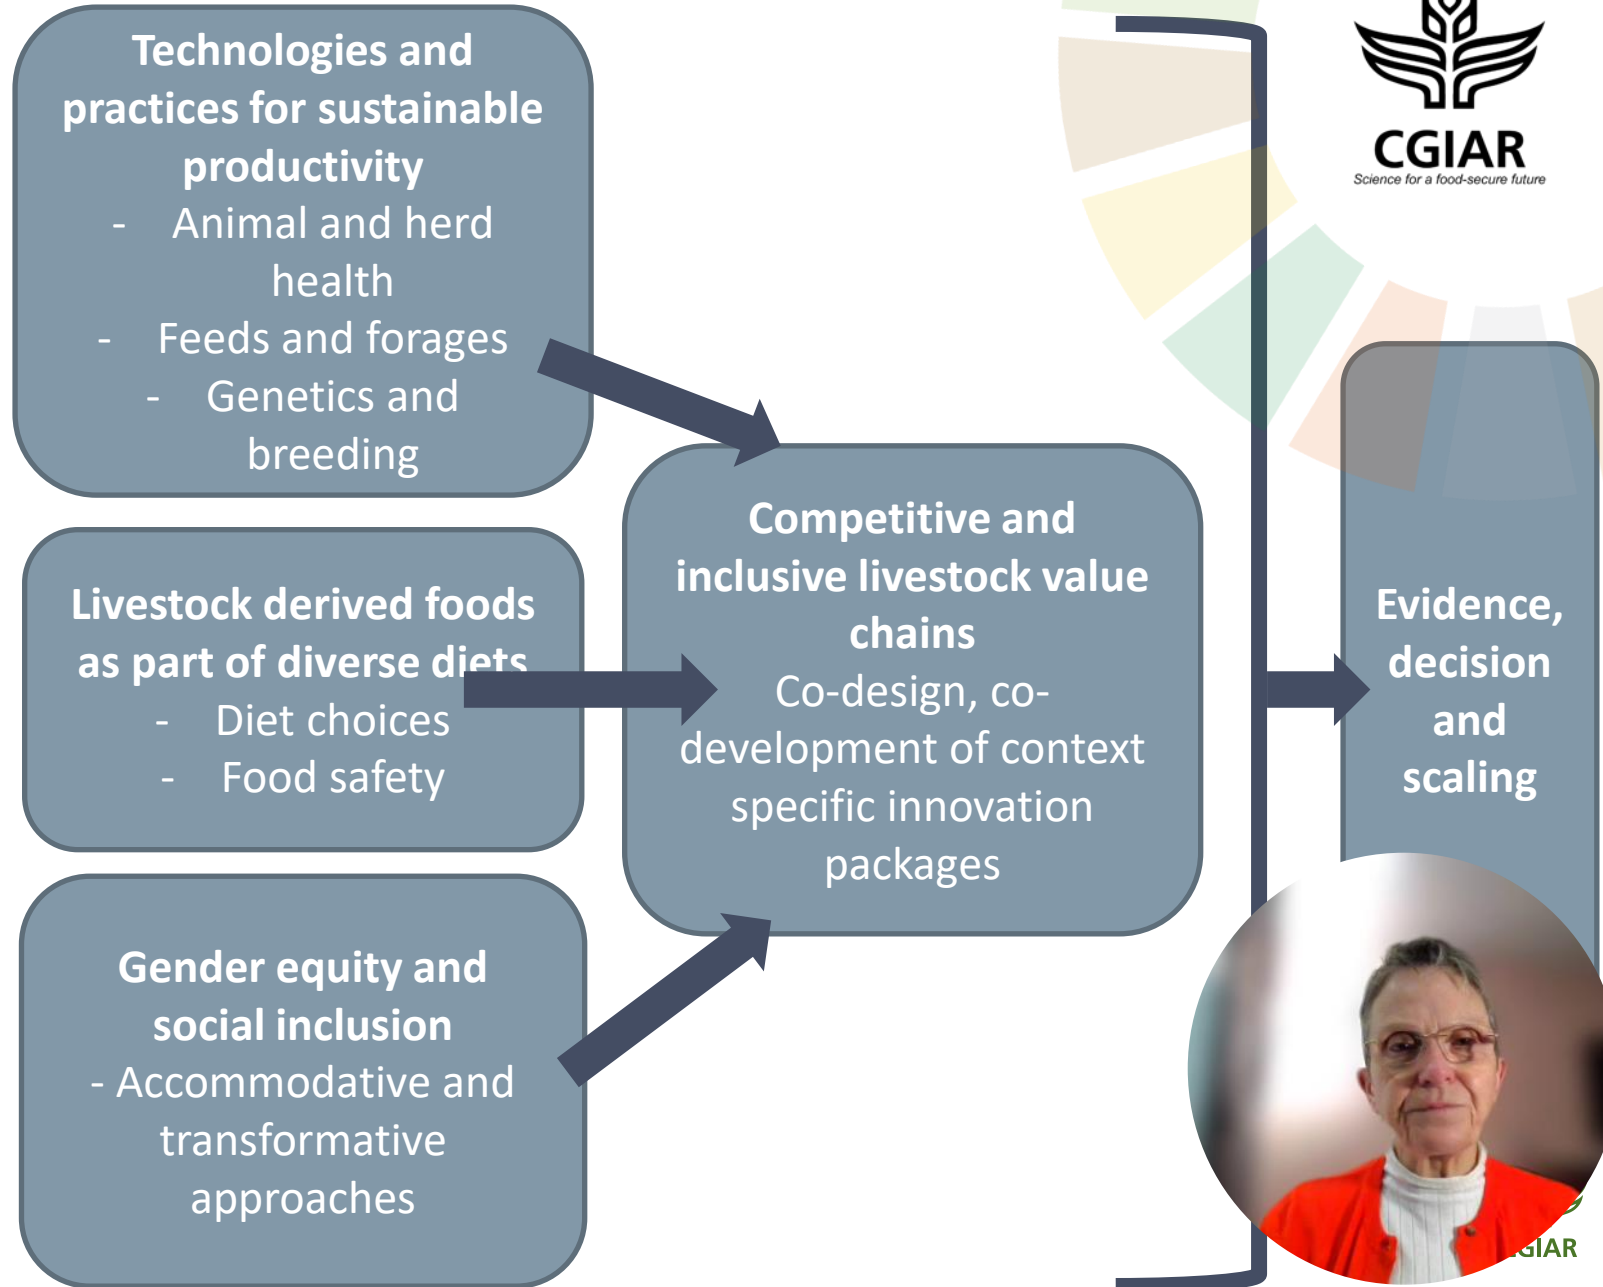 Technologies and
practices for sustainable
productivity
- Animal and herd
health
- Feeds and forages
- Genetics and
breeding
Livestock derived foods
as part of diverse diets
- Diet choices
- Food safety
Gender equity and
social inclusion
- Accommodative and
transformative
approaches
Competitive and
inclusive livestock value
chains
Co-design, co-
development of context
specific innovation
packages
Evidence,
decision
and
scaling
CGIAR
Science for a food-secure future
CGIAR